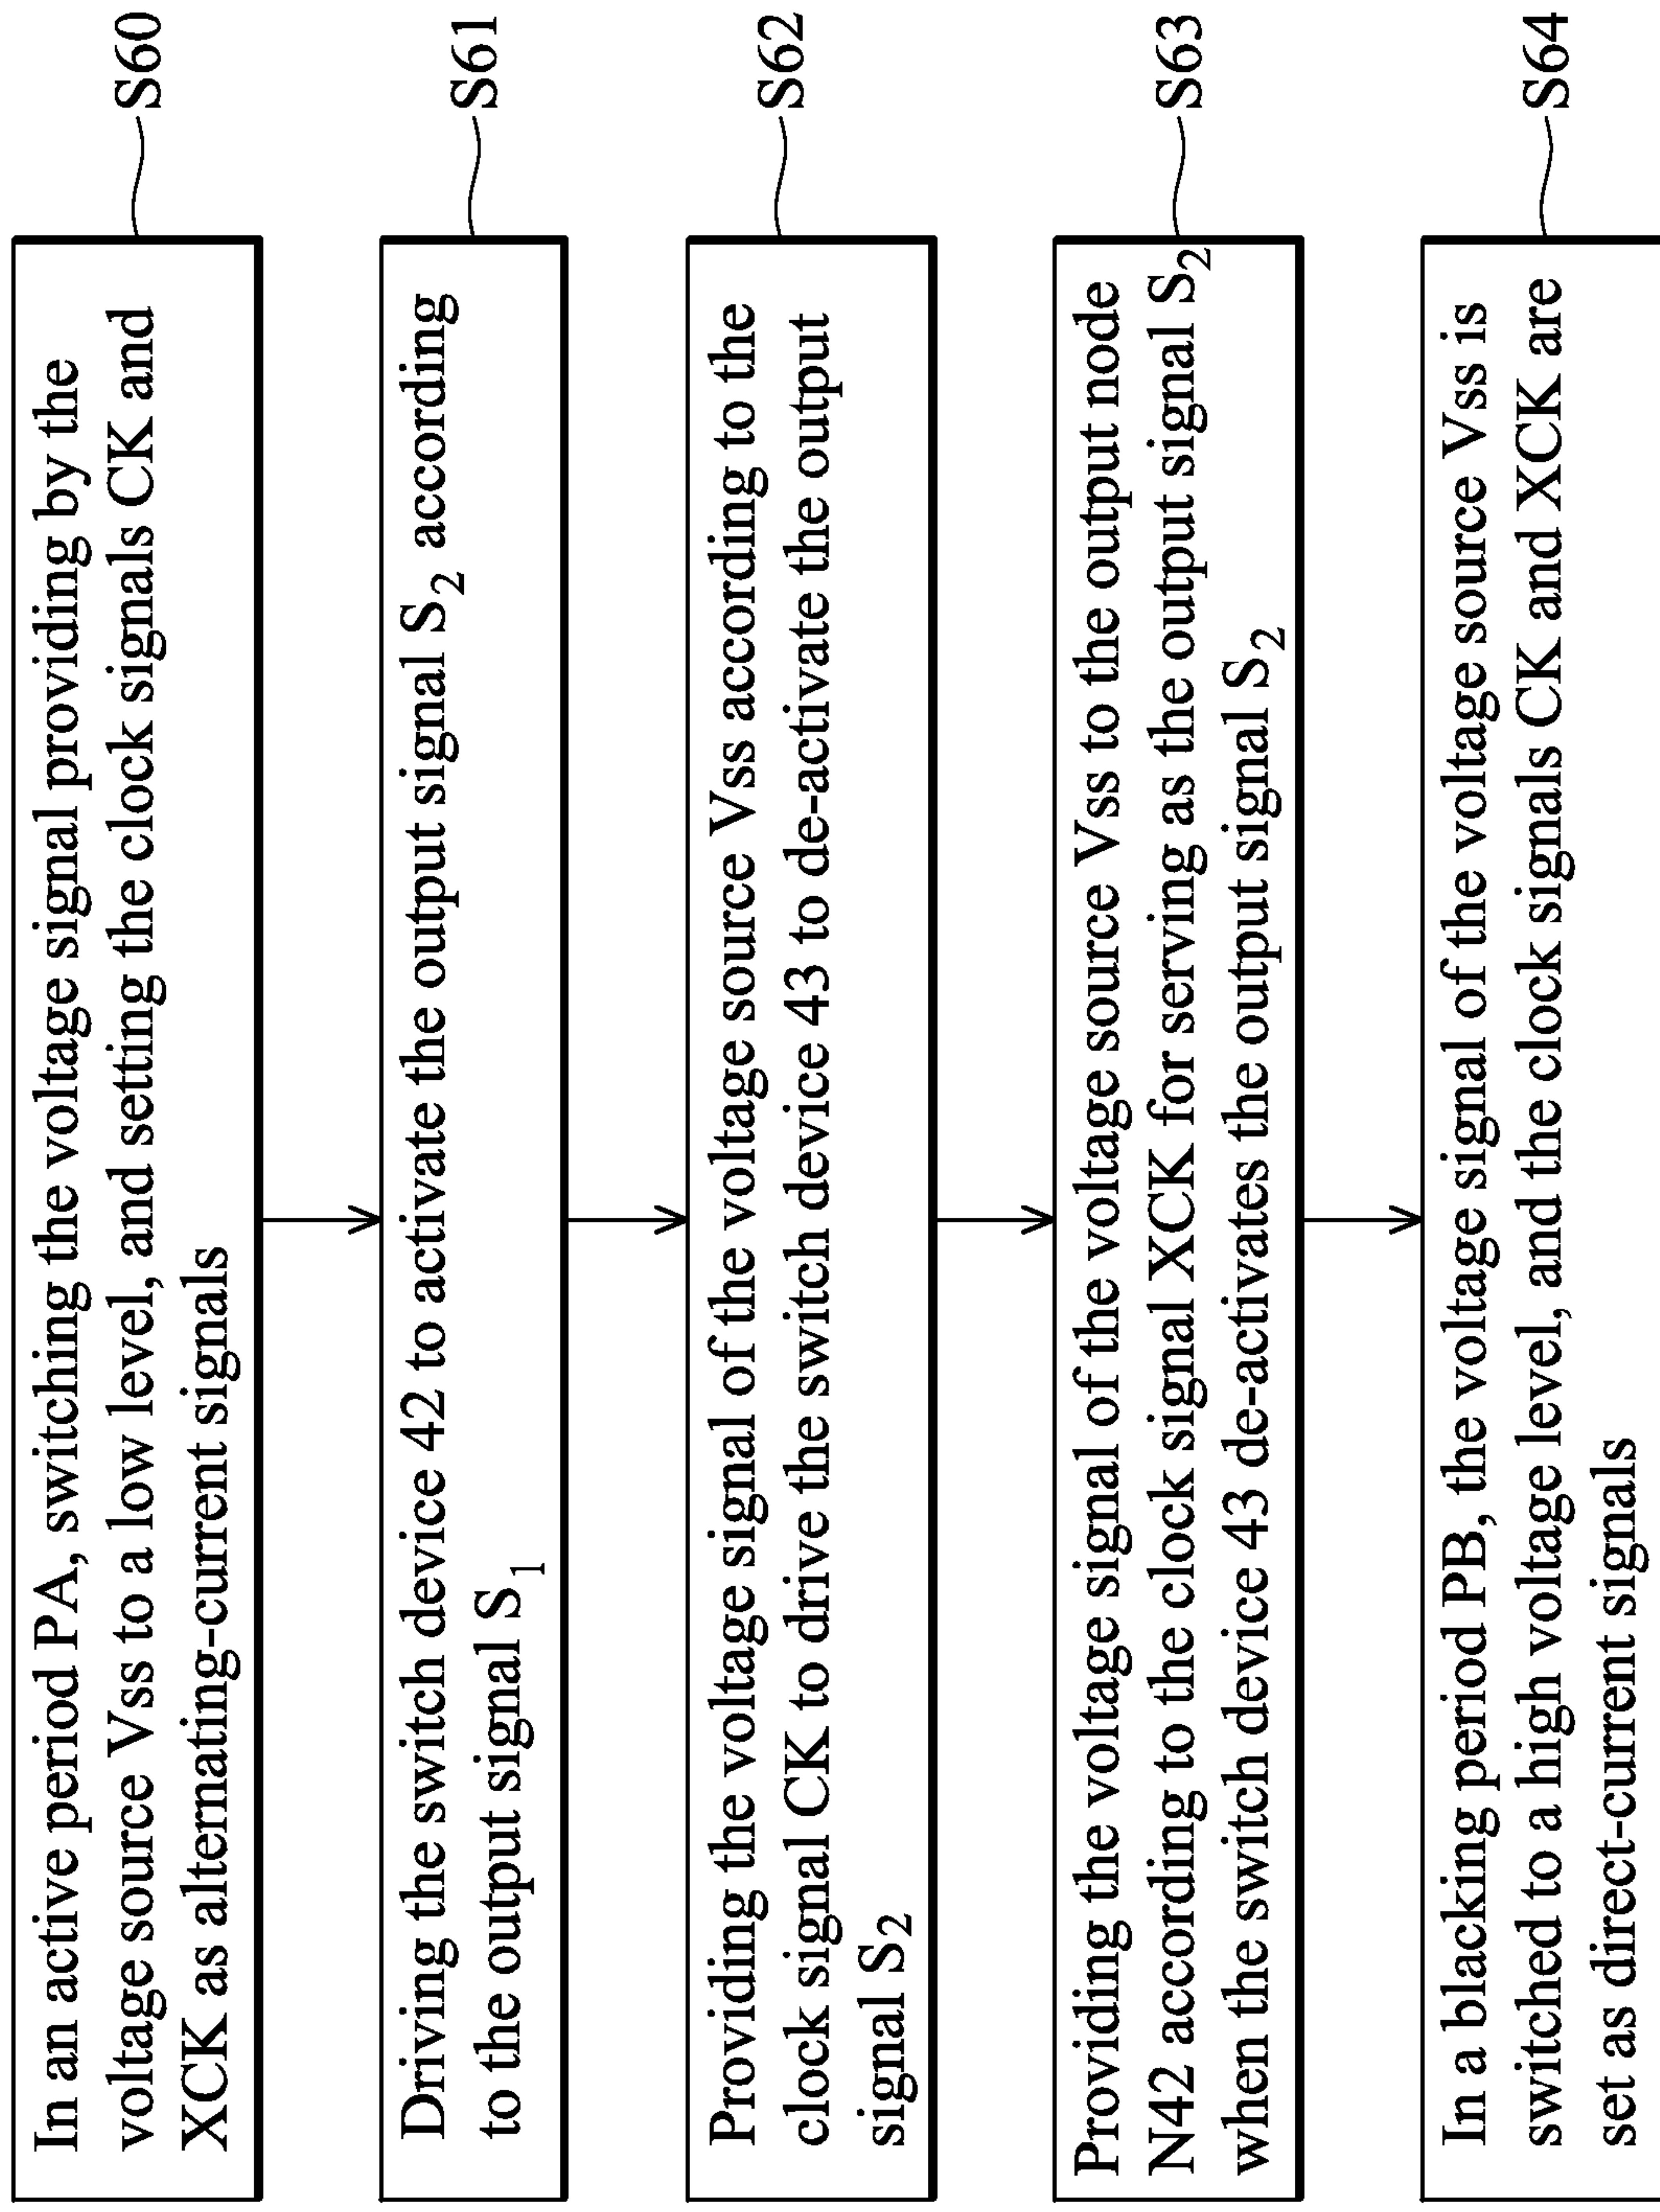 In an active period PA, switching the voltage signal providing by the
voltage source Vss to a low level, and setting the clock signals CK and
XCK as alternating-current signals
S60
Driving the switch device 42 to activate the output signal S₂ according
to the output signal S₁
S61
Providing the voltage signal of the voltage source Vss according to the
clock signal CK to drive the switch device 43 to de-activate the output
signal S₂
S62
Providing the voltage signal of the voltage source Vss to the output node
N42 according to the clock signal XCK for serving as the output signal S₂
when the switch device 43 de-activates the output signal S₂
S63
In a blacking period PB, the voltage signal of the voltage source Vss is
switched to a high voltage level, and the clock signals CK and XCK are
set as direct-current signals
S64